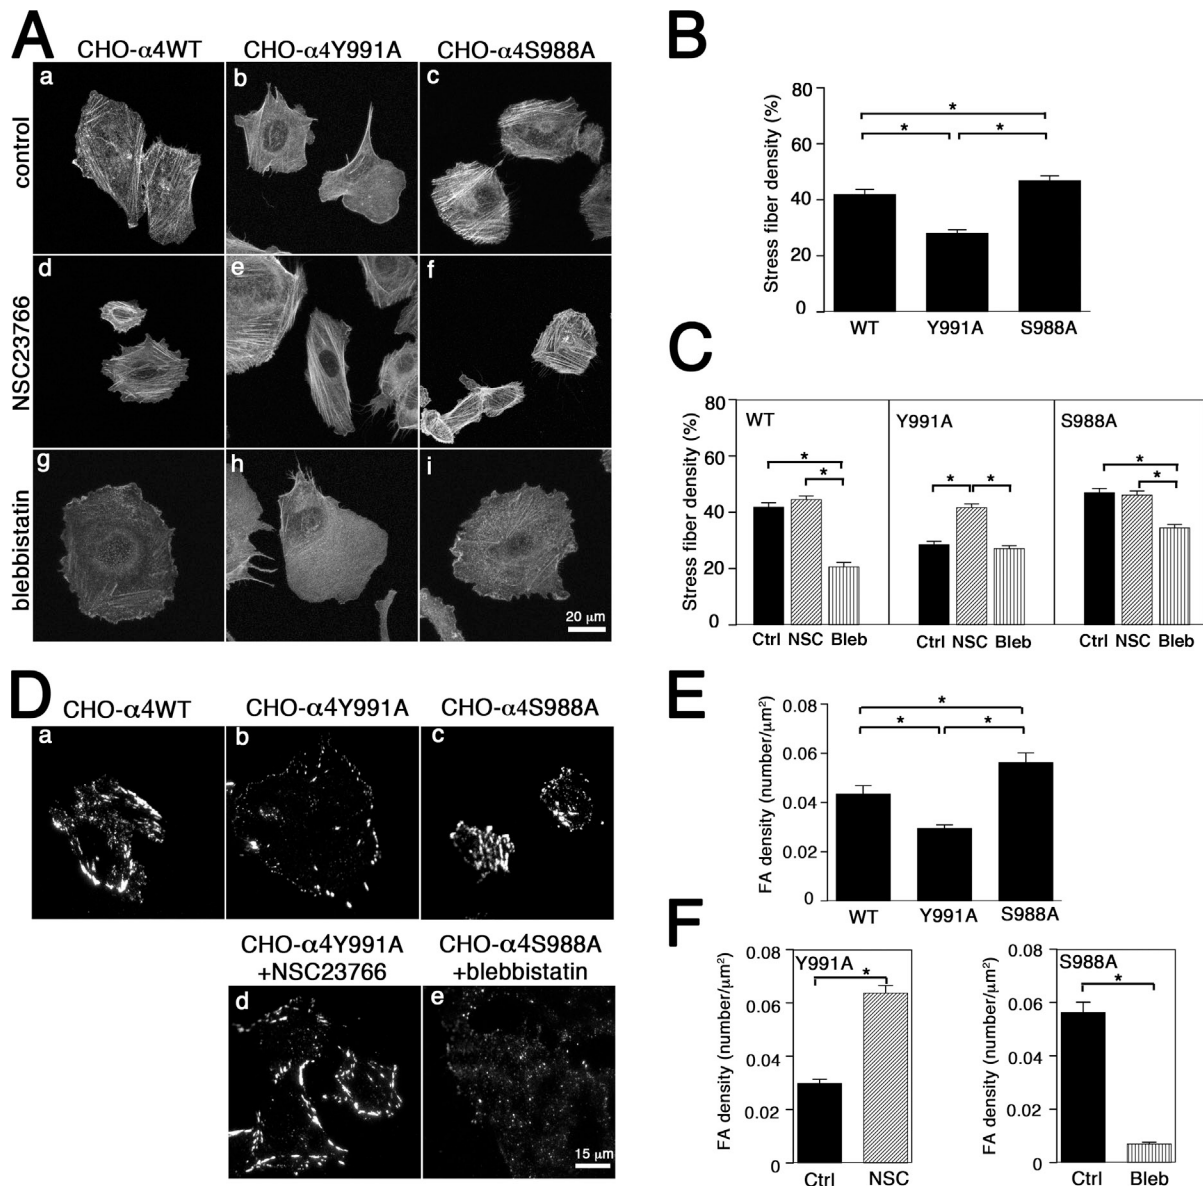 A
CHO-α4WT CHO-α4Y991A CHO-α4S988A
control
a b c
NSC23766
d e f
blebbistatin
g h i
20 μm
B
Stress fiber density (%)
80
60
40
20
0
* 
* *
WT Y991A S988A
C
Stress fiber density (%)
80
60
40
20
0
WT Y991A S988A
* * * * * *
Ctrl NSC Bleb Ctrl NSC Bleb Ctrl NSC Bleb
D
CHO-α4WT CHO-α4Y991A CHO-α4S988A
a b c
CHO-α4Y991A
+NSC23766
CHO-α4S988A
+blebbistatin
d e
15 μm
E
FA density (number/μm²)
0.08
0.06
0.04
0.02
0
*
* *
WT Y991A S988A
F
FA density (number/μm²)
0.08
0.06
0.04
0.02
0
Y991A
*
Ctrl NSC
FA density (number/μm²)
0.08
0.06
0.04
0.02
0
S988A
*
Ctrl Bleb